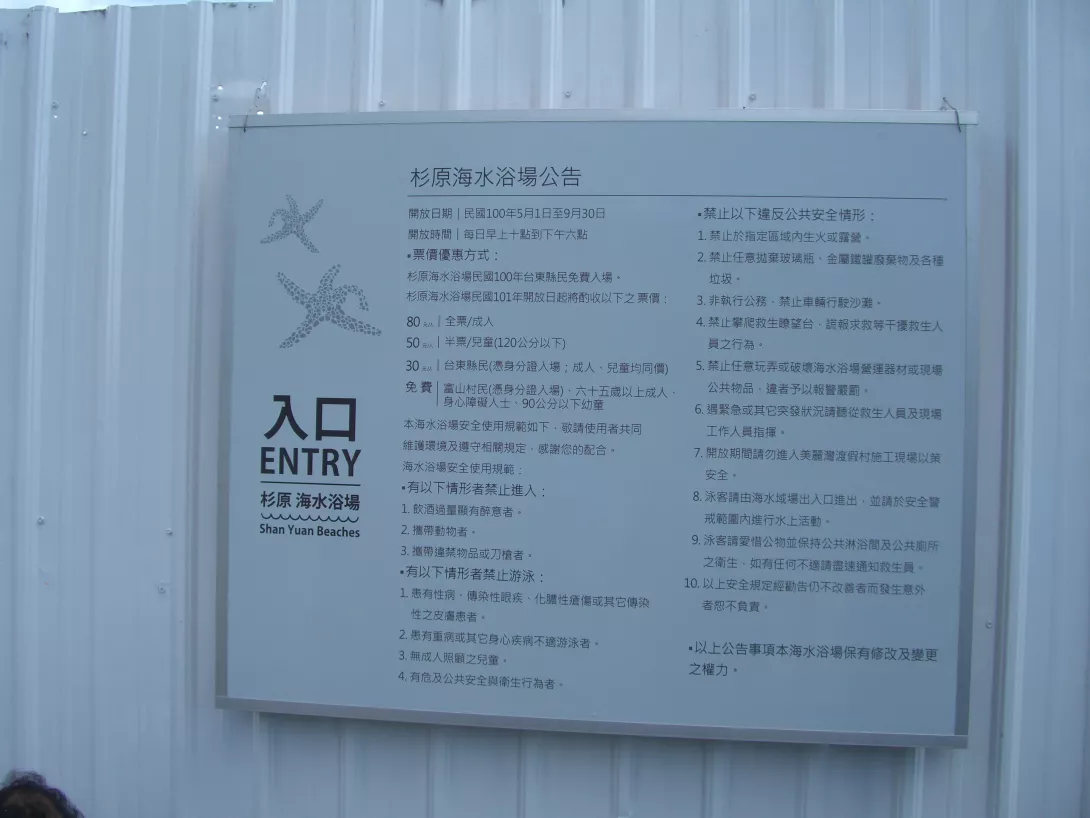 入口
ENTRY
杉原 海水浴場
Shan Yuan Beaches
杉原海水浴場公告
開放日期｜民國100年5月1日至9月30日
開放時間｜每日早上十點到下午六點
▪票價優惠方式：
杉原海水浴場民國100年台東縣民免費入場。
杉原海水浴場民國101年開放日起將酌收以下之票價：
80 元/人｜全票/成人
50 元/人｜半票/兒童(120公分以下)
30 元/人｜台東縣民(憑身分證入場；成人、兒童均同價)
免 費｜富山村民(憑身分證入場)、六十五歲以上成人、
身心障礙人士、90公分以下幼童
本海水浴場安全使用規範如下，敬請使用者共同
維護環境及遵守相關規定，感謝您的配合。
海水浴場安全使用規範：
▪有以下情形者禁止進入：
1. 飲酒過量顯有醉意者。
2. 攜帶動物者。
3. 攜帶違禁物品或刀槍者。
▪有以下情形者禁止游泳：
1. 患有性病、傳染性眼疾、化膿性瘡傷或其它傳染
性之皮膚患者。
2. 患有重病或其它身心疾病不適游泳者。
3. 無成人照顧之兒童。
4. 有危及公共安全與衛生行為者。
▪禁止以下違反公共安全情形：
1. 禁止於指定區域內生火或露營。
2. 禁止任意拋棄玻璃瓶、金屬鐵罐廢棄物及各種
垃圾。
3. 非執行公務，禁止車輛行駛沙灘。
4. 禁止攀爬救生瞭望台，謊報求救等干擾救生人
員之行為。
5. 禁止任意玩弄或破壞海水浴場營運器材或現場
公共物品，違者予以報警嚴罰。
6. 遇緊急或其它突發狀況請聽從救生人員及現場
工作人員指揮。
7. 開放期間請勿進入美麗灣渡假村施工現場以策
安全。
8. 泳客請由海水域場出入口進出，並請於安全警
戒範圍內進行水上活動。
9. 泳客請愛惜公物並保持公共淋浴間及公共廁所
之衛生，如有任何不適請盡速通知救生員。
10. 以上安全規定經勸告仍不改善者而發生意外
者恕不負責。
▪以上公告事項本海水浴場保有修改及變更
之權力。